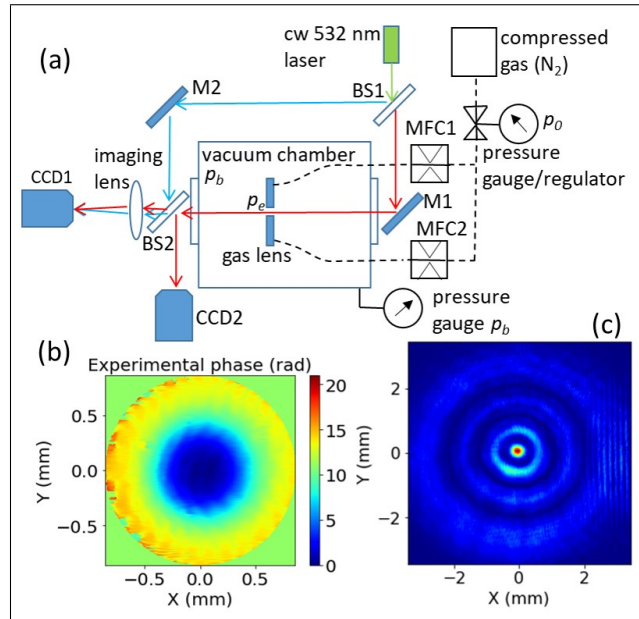 (a)
cw 532 nm
laser
compressed
gas (N₂)
M2
BS1
MFC1
p₀
pressure
gauge/regulator
imaging
lens
vacuum chamber
p_b
CCD1
p_e
M1
BS2
gas lens
MFC2
CCD2
pressure
gauge p_b
(b)
(c)
Experimental phase (rad)
0.5
0.0
−0.5
Y (mm)
−0.5
0.0
0.5
X (mm)
20
15
10
5
0
Y (mm)
2
0
−2
−2
0
2
X (mm)